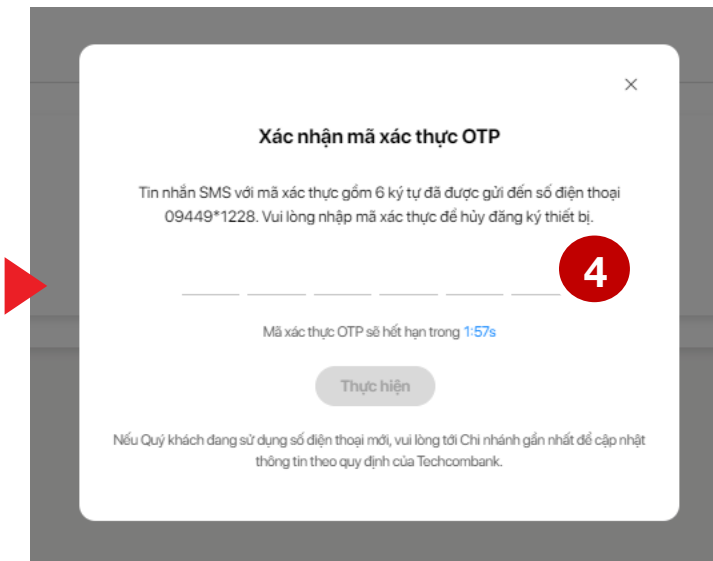 Xác nhận mã xác thực OTP
Tin nhắn SMS với mã xác thực gồm 6 ký tự đã được gửi đến số điện thoại
09449*1228. Vui lòng nhập mã xác thực để hủy đăng ký thiết bị.
4
Mã xác thực OTP sẽ hết hạn trong 1:57s
Thực hiện
Nếu Quý khách đang sử dụng số điện thoại mới, vui lòng tới Chi nhánh gần nhất để cập nhật
thông tin theo quy định của Techcombank.